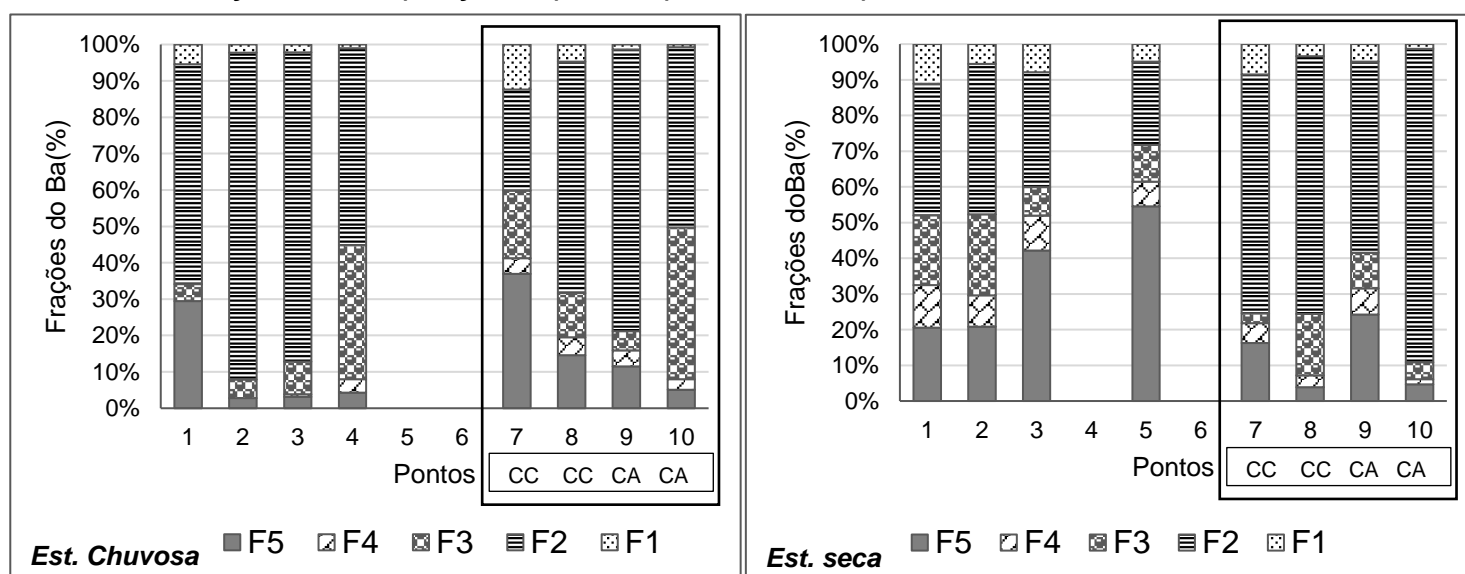 Frações do Ba(%)
100%
90%
80%
70%
60%
50%
40%
30%
20%
10%
0%
1 2 3 4 5 6 7 8 9 10
Pontos CC CC CA CA
Est. Chuvosa F5 F4 F3 F2 F1
Frações doBa(%)
100%
90%
80%
70%
60%
50%
40%
30%
20%
10%
0%
1 2 3 4 5 6 7 8 9 10
Pontos CC CC CA CA
Est. seca F5 F4 F3 F2 F1